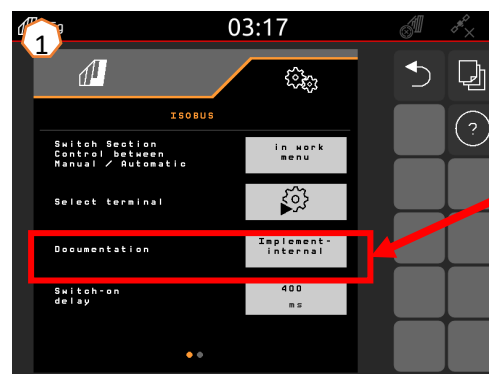 03:17
1
ISOBUS
Switch Section
Control between
Manual / Automatic
in work
menu
Select terminal
Documentation
Implement-
internal
Switch-on
delay
400
ms
?